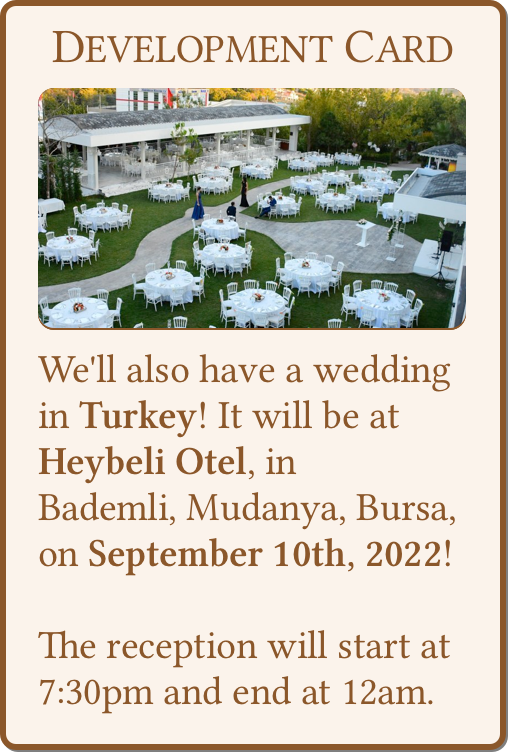 DEVELOPMENT CARD
We'll also have a wedding
in Turkey! It will be at
Heybeli Otel, in
Bademli, Mudanya, Bursa,
on September 10th, 2022!
The reception will start at
7:30pm and end at 12am.